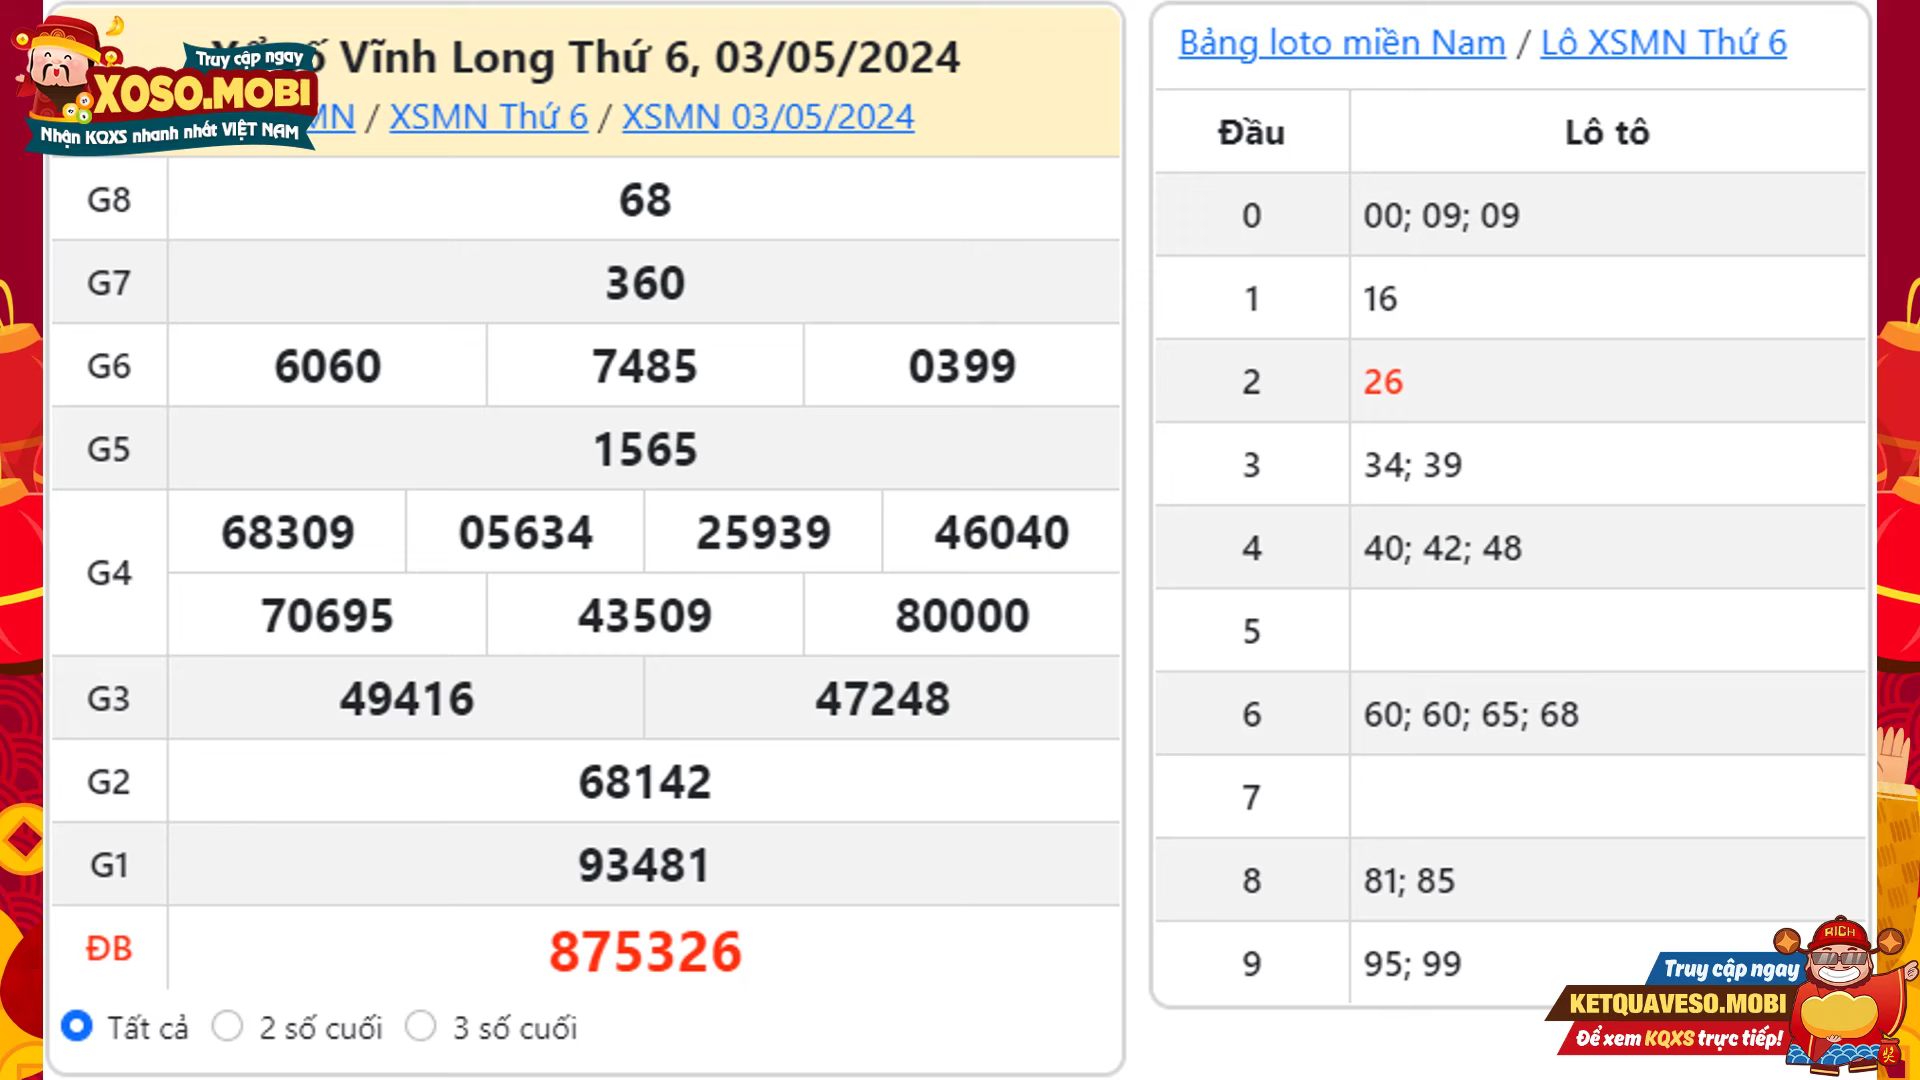 Truy cập ngay
XOSO.MOBI
Nhận KQXS nhanh nhất VIỆT NAM
Vĩnh Long Thứ 6, 03/05/2024
/ XSMN Thứ 6 / XSMN 03/05/2024
G8 68
G7 360
G6 6060 7485 0399
G5 1565
G4 68309 05634 25939 46040
70695 43509 80000
G3 49416 47248
G2 68142
G1 93481
ĐB 875326
Tất cả 2 số cuối 3 số cuối
Bảng loto miền Nam / Lô XSMN Thứ 6
Đầu Lô tô
0 00; 09; 09
1 16
2 26
3 34; 39
4 40; 42; 48
5
6 60; 60; 65; 68
7
8 81; 85
9 95; 99
RICH
Truy cập ngay
KETQUAVESO.MOBI
Để xem KQXS trực tiếp!